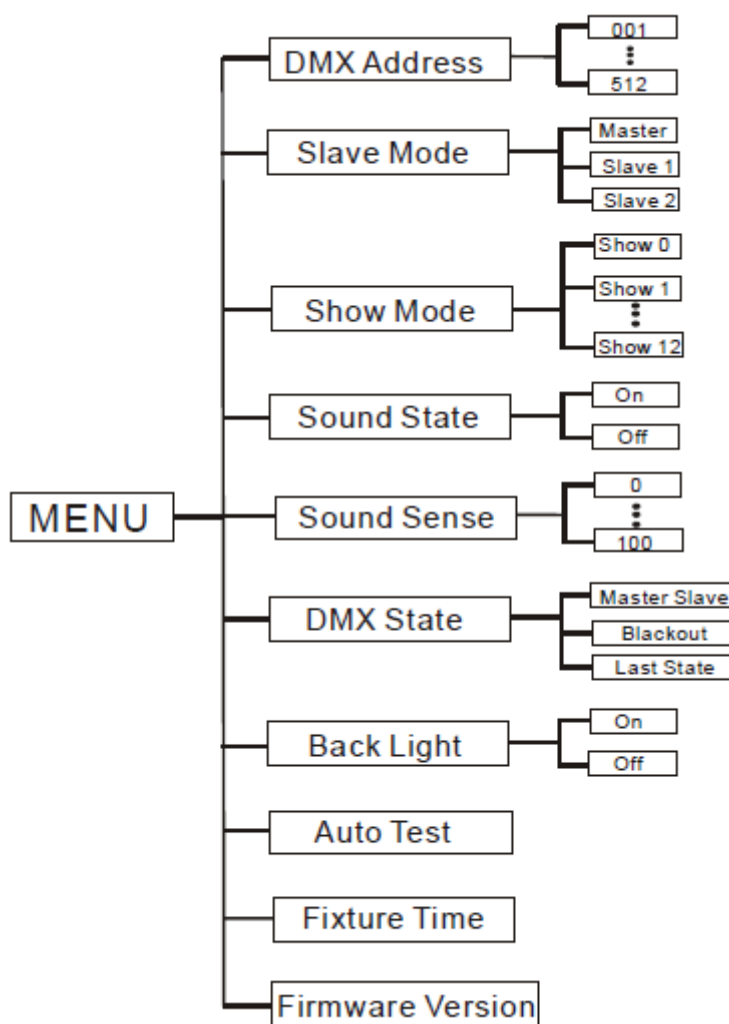 MENU
DMX Address
001
512
Slave Mode
Master
Slave 1
Slave 2
Show Mode
Show 0
Show 1
Show 12
Sound State
On
Off
Sound Sense
0
100
DMX State
Master Slave
Blackout
Last State
Back Light
On
Off
Auto Test
Fixture Time
Firmware Version